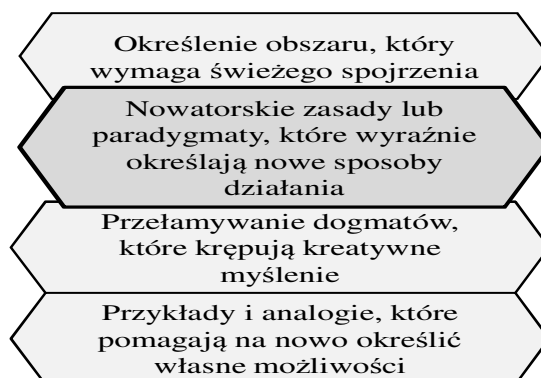 Określenie obszaru, który
wymaga świeżego spojrzenia
Nowatorskie zasady lub
paradygmaty, które wyraźnie
określają nowe sposoby
działania
Przełamywanie dogmatów,
które krępują kreatywne
myślenie
Przykłady i analogie, które
pomagają na nowo określić
własne możliwości